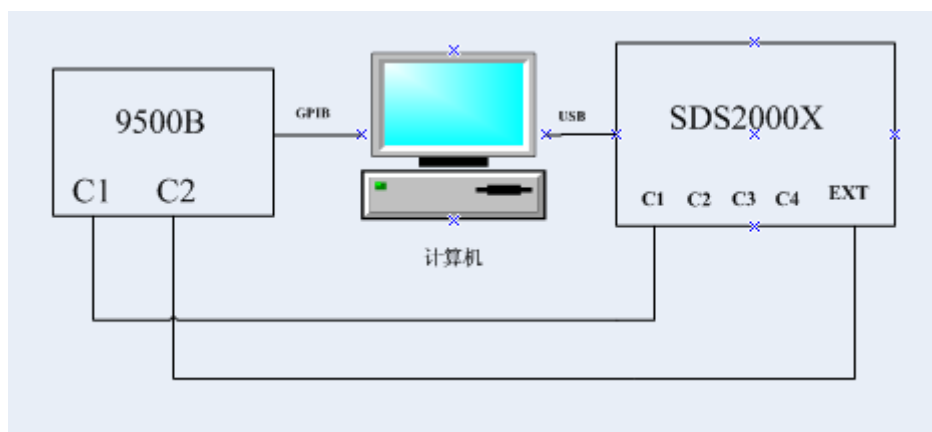 9500B
C1 C2
GPIB
计算机
USB
SDS2000X
C1 C2 C3 C4 EXT